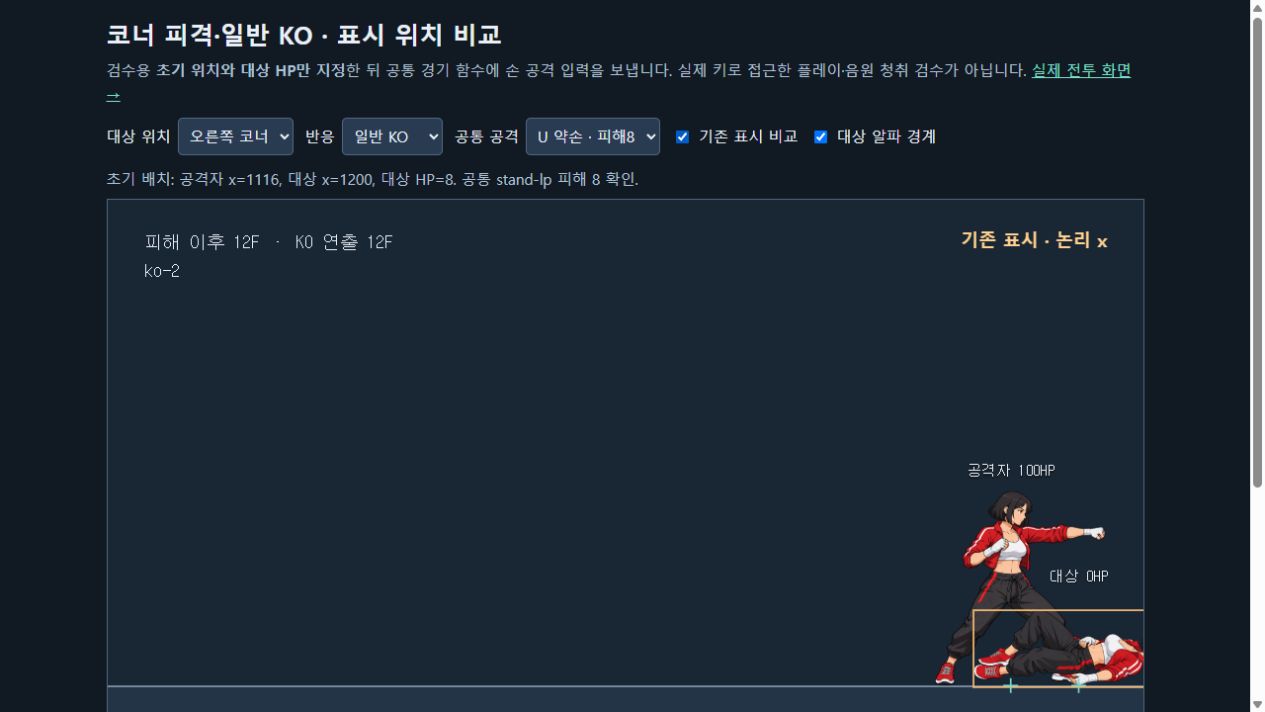 코너 피격·일반 KO · 표시 위치 비교
검수용 초기 위치와 대상 HP만 지정한 뒤 공통 경기 함수에 손 공격 입력을 보냅니다. 실제 키로 접근한 플레이·음원 청취 검수가 아닙니다. 실제 전투 화면
→
대상 위치 오른쪽 코너 반응 일반 KO 공통 공격 U 약손 · 피해8 기존 표시 비교 대상 알파 경계
초기 배치: 공격자 x=1116, 대상 x=1200, 대상 HP=8. 공통 stand-lp 피해 8 확인.
피해 이후 12F · KO 연출 12F
기존 표시 · 논리 x
ko-2
공격자 100HP
대상 0HP